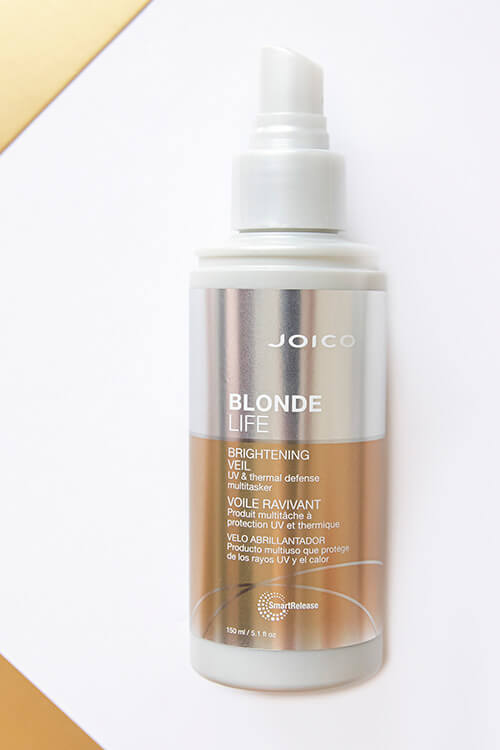 JOICO
BLONDE
LIFE
BRIGHTENING
VEIL
UV & thermal defense
multitasker
VOILE RAVIVANT
Produit multitâche à
protection UV et thermique
VELO ABRILLANTADOR
Producto multiuso que protege
de los rayos UV y el calor
SmartRelease
150 ml / 5.1 fl oz